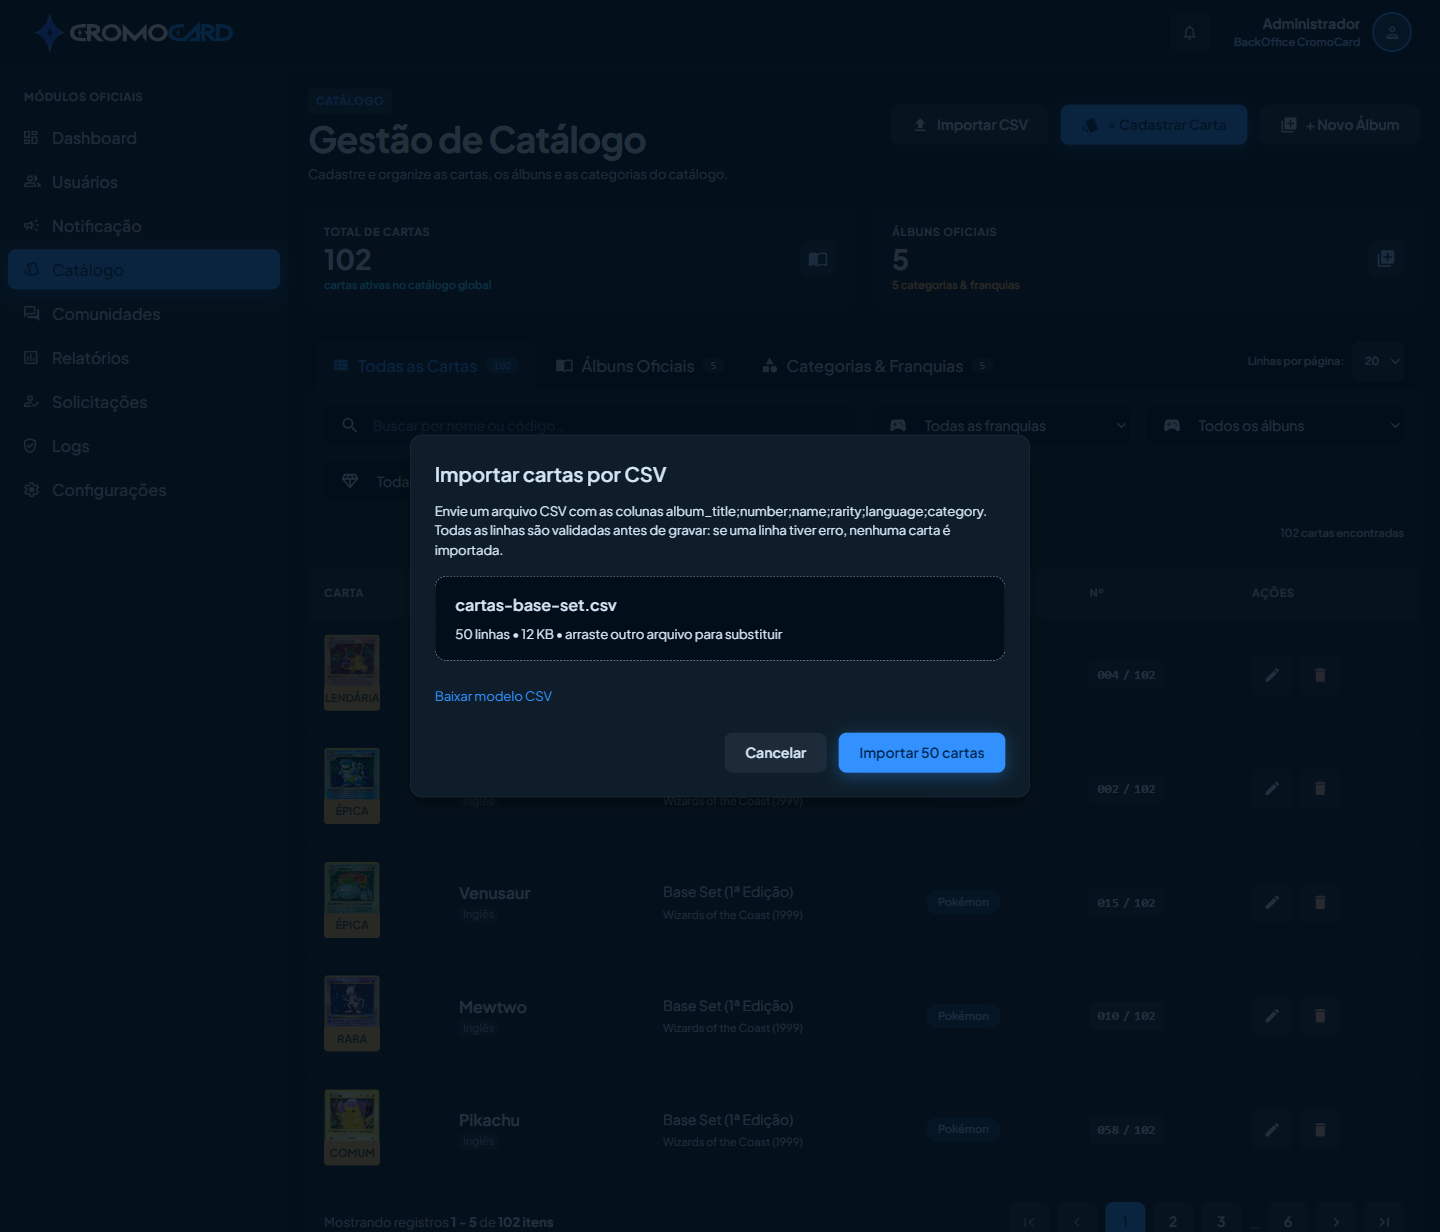 CROMOCARD
Administrador
BackOffice CromoCard
MÓDULOS OFICIAIS
Dashboard
Usuários
Notificação
Catálogo
Comunidades
Relatórios
Solicitações
Logs
Configurações
CATÁLOGO
Gestão de Catálogo
Cadastre e organize as cartas, os álbuns e as categorias do catálogo.
Importar CSV
+ Cadastrar Carta
+ Novo Álbum
TOTAL DE CARTAS
102
cartas ativas no catálogo global
ÁLBUNS OFICIAIS
5
5 categorias & franquias
Todas as Cartas 102
Álbuns Oficiais 5
Categorias & Franquias 5
Linhas por página: 20
Buscar por nome ou código...
Todas as franquias
Todos os álbuns
Toda
102 cartas encontradas
Importar cartas por CSV
Envie um arquivo CSV com as colunas album_title;number;name;rarity;language;category.
Todas as linhas são validadas antes de gravar: se uma linha tiver erro, nenhuma carta é
importada.
cartas-base-set.csv
50 linhas • 12 KB • arraste outro arquivo para substituir
Baixar modelo CSV
Cancelar
Importar 50 cartas
CARTA
Nº
AÇÕES
LENDÁRIA
004 / 102
ÉPICA
Inglês
Wizards of the Coast (1999)
002 / 102
ÉPICA
Venusaur
Inglês
Base Set (1ª Edição)
Wizards of the Coast (1999)
Pokémon
015 / 102
RARA
Mewtwo
Inglês
Base Set (1ª Edição)
Wizards of the Coast (1999)
Pokémon
010 / 102
COMUM
Pikachu
Inglês
Base Set (1ª Edição)
Wizards of the Coast (1999)
Pokémon
058 / 102
Mostrando registros 1 - 5 de 102 itens
1
2
3
...
6